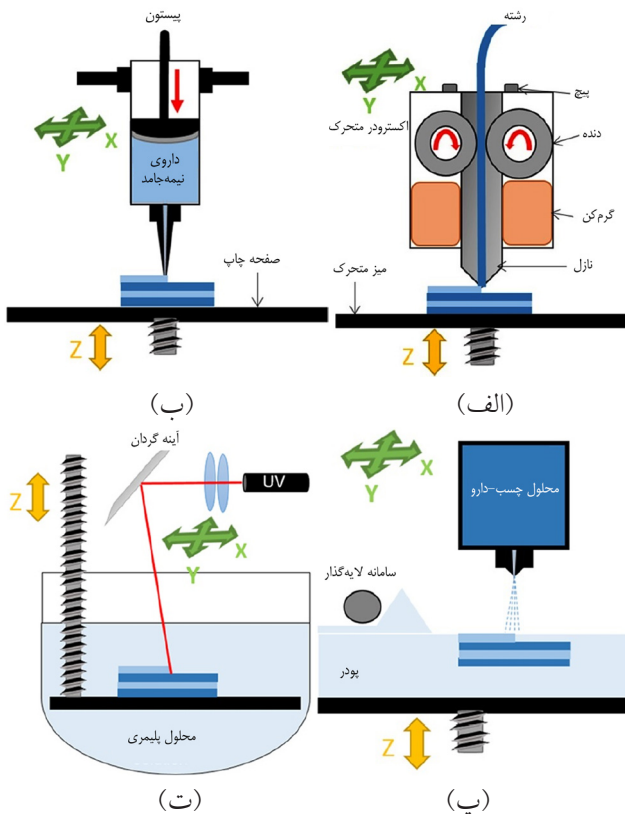 رشته
پیچ
X
Y
اکسترودر متحرک
دنده
گرم‌کن
نازل
میز متحرک
Z
(الف)
پیستون
X
Y
داروی
نیمه‌جامد
صفحه چاپ
Z
(ب)
X
Y
محلول چسب-دارو
سامانه لایه‌گذار
پودر
Z
(پ)
آینه گردان
UV
Z
X
Y
محلول پلیمری
(ت)